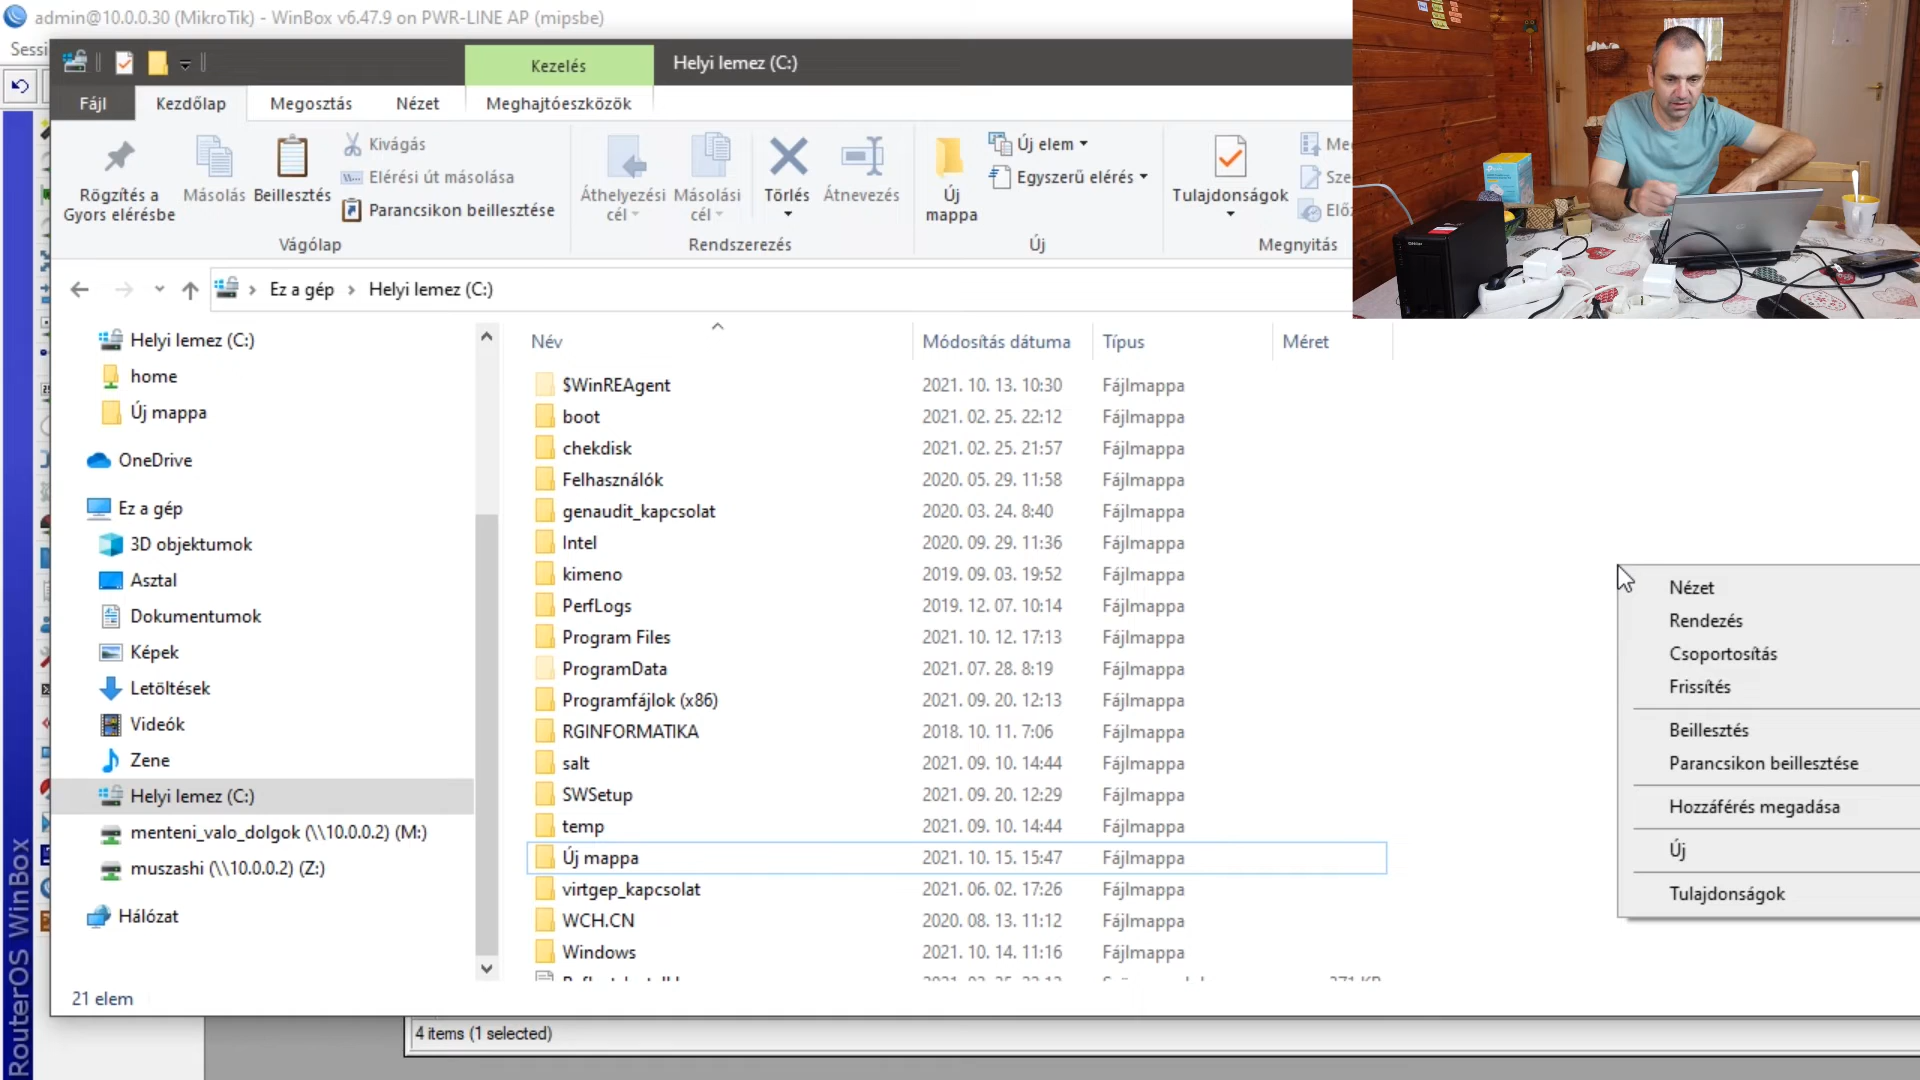 admin@10.0.0.30 (MikroTik) - WinBox v6.47.9 on PWR-LINE AP (mipsbe)
Sessi
Kezelés
Helyi lemez (C:)
Fájl
Kezdőlap
Megosztás
Nézet
Meghajtóeszközök
Rögzítés a
Gyors elérésbe
Másolás
Beillesztés
Kivágás
Elérési út másolása
Parancsikon beillesztése
Vágólap
Áthelyezési
cél
Másolási
cél
Törlés
Átnevezés
Rendszerezés
Új
mappa
Új elem
Egyszerű elérés
Új
Tulajdonságok
Me
Sze
Elő
Megnyitás
Ez a gép
Helyi lemez (C:)
Helyi lemez (C:)
home
Új mappa
OneDrive
Ez a gép
3D objektumok
Asztal
Dokumentumok
Képek
Letöltések
Videók
Zene
Helyi lemez (C:)
menteni_valo_dolgok (\\10.0.0.2) (M:)
muszashi (\\10.0.0.2) (Z:)
Hálózat
Név Módosítás dátuma Típus Méret
$WinREAgent 2021. 10. 13. 10:30 Fájlmappa
boot 2021. 02. 25. 22:12 Fájlmappa
chekdisk 2021. 02. 25. 21:57 Fájlmappa
Felhasználók 2020. 05. 29. 11:58 Fájlmappa
genaudit_kapcsolat 2020. 03. 24. 8:40 Fájlmappa
Intel 2020. 09. 29. 11:36 Fájlmappa
kimeno 2019. 09. 03. 19:52 Fájlmappa
PerfLogs 2019. 12. 07. 10:14 Fájlmappa
Program Files 2021. 10. 12. 17:13 Fájlmappa
ProgramData 2021. 07. 28. 8:19 Fájlmappa
Programfájlok (x86) 2021. 09. 20. 12:13 Fájlmappa
RGINFORMATIKA 2018. 10. 11. 7:06 Fájlmappa
salt 2021. 09. 10. 14:44 Fájlmappa
SWSetup 2021. 09. 20. 12:29 Fájlmappa
temp 2021. 09. 10. 14:44 Fájlmappa
Új mappa 2021. 10. 15. 15:47 Fájlmappa
virtgep_kapcsolat 2021. 06. 02. 17:26 Fájlmappa
WCH.CN 2020. 08. 13. 11:12 Fájlmappa
Windows 2021. 10. 14. 11:16 Fájlmappa
Nézet
Rendezés
Csoportosítás
Frissítés
Beillesztés
Parancsikon beillesztése
Hozzáférés megadása
Új
Tulajdonságok
21 elem
4 items (1 selected)
RouterOS WinBox